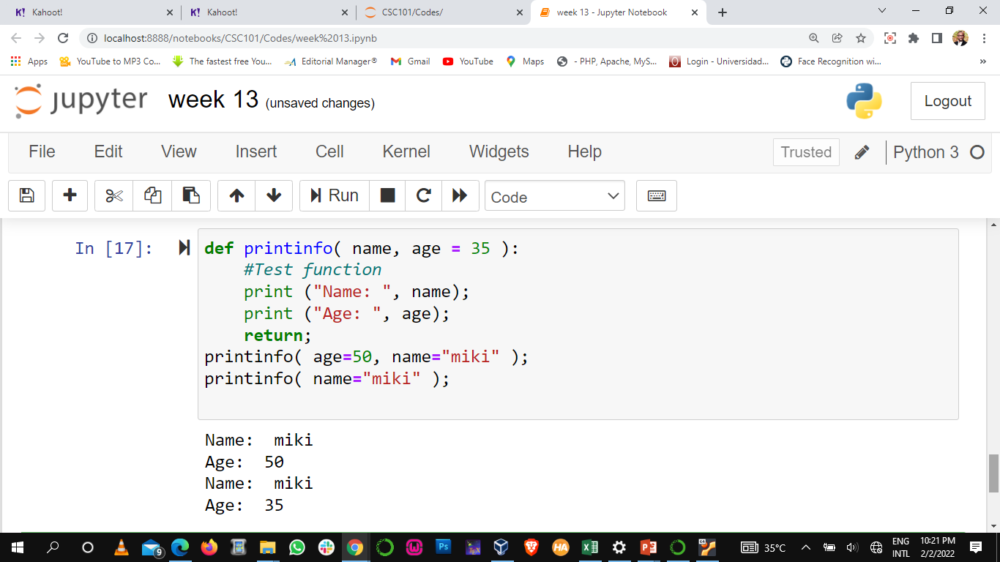 Kahoot!
Kahoot!
CSC101/Codes/
week 13 - Jupyter Notebook
localhost:8888/notebooks/CSC101/Codes/week%2013.ipynb
Apps
YouTube to MP3 Co...
The fastest free You...
Editorial Manager®
Gmail
YouTube
Maps
- PHP, Apache, MyS...
Login - Universidad...
Face Recognition wi...
»
jupyter week 13 (unsaved changes)
Logout
File Edit View Insert Cell Kernel Widgets Help
Trusted
Python 3
Run
Code
In [17]:
def printinfo( name, age = 35 ):
    #Test function
    print ("Name: ", name);
    print ("Age: ", age);
    return;
printinfo( age=50, name="miki" );
printinfo( name="miki" );
Name:  miki
Age:  50
Name:  miki
Age:  35
9
Ps
HA
35°C
ENG
INTL
10:21 PM
2/2/2022